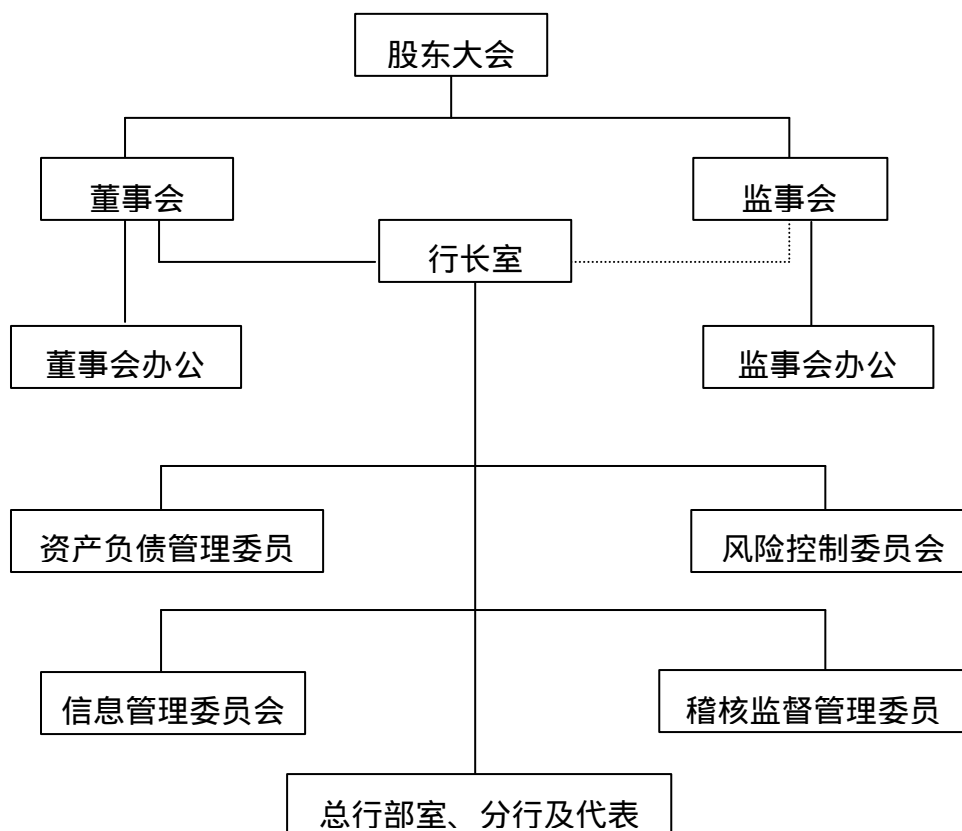 股东大会
董事会
监事会
行长室
董事会办公
监事会办公
资产负债管理委员
风险控制委员会
信息管理委员会
稽核监督管理委员
总行部室、分行及代表